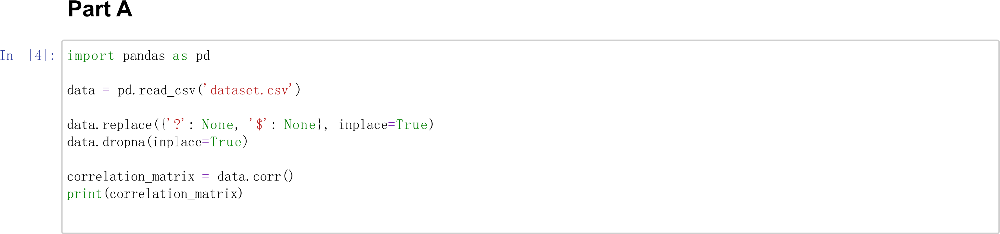 Part A
In [4]: import pandas as pd
data = pd.read_csv('dataset.csv')
data.replace({'?': None, '$': None}, inplace=True)
data.dropna(inplace=True)
correlation_matrix = data.corr()
print(correlation_matrix)